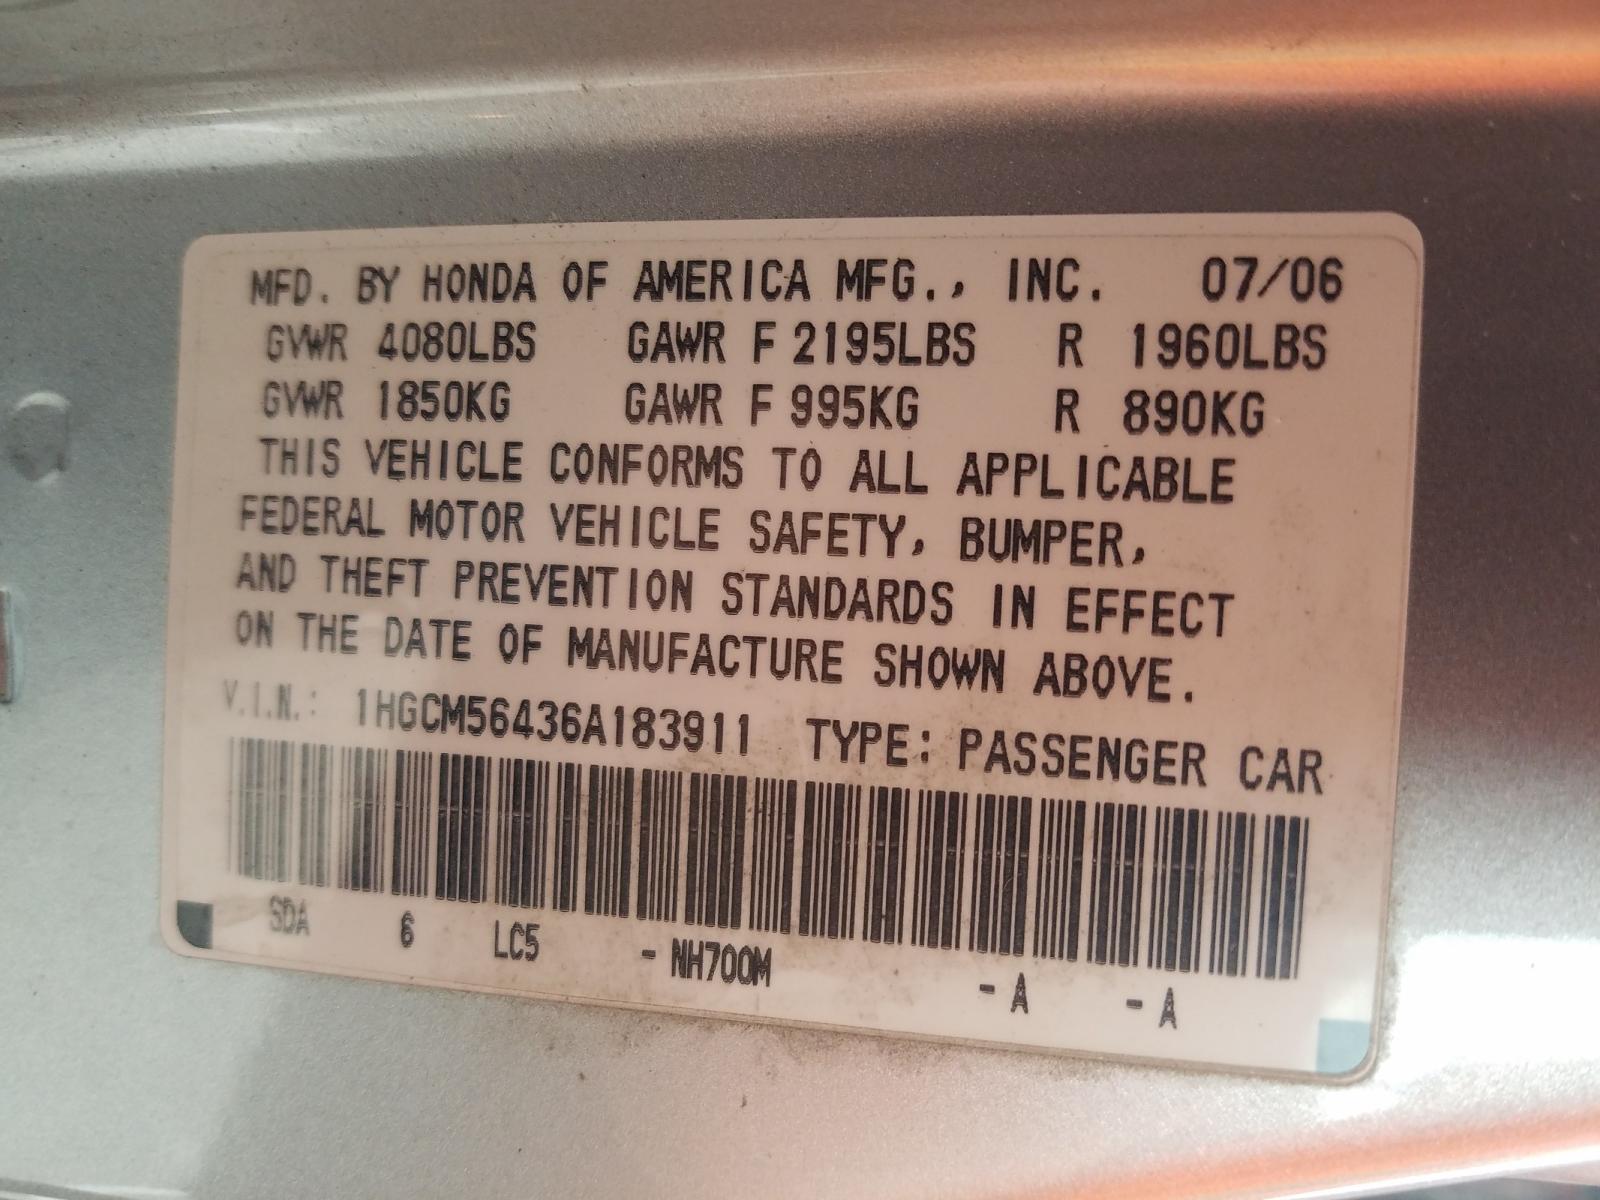 MFD. BY HONDA OF AMERICA MFG., INC. 07/06
GVWR 4080LBS GAWR F 2195LBS R 1960LBS
GVWR 1850KG GAWR F 995KG R 890KG
THIS VEHICLE CONFORMS TO ALL APPLICABLE
FEDERAL MOTOR VEHICLE SAFETY, BUMPER,
AND THEFT PREVENTION STANDARDS IN EFFECT
ON THE DATE OF MANUFACTURE SHOWN ABOVE.
V.I.N.: 1HGCM56436A183911 TYPE: PASSENGER CAR
SDA 6 LC5 - NH700M - A - A